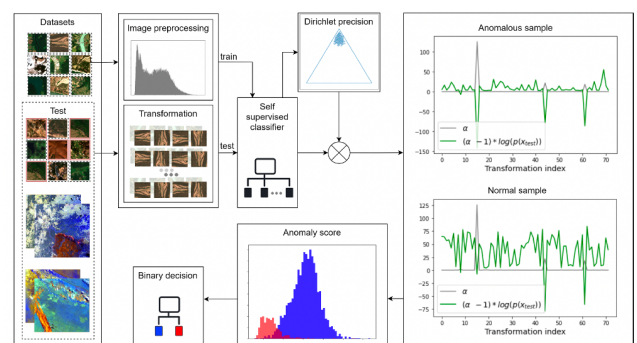 Datasets
Test
Image preprocessing
Transformation
train
test
Dirichlet precision
Self
supervised
classifier
Anomalous sample
100
50
0
-50
-100
-150
α
(α − 1) * log(p(x_test))
0 10 20 30 40 50 60 70
Transformation index
Normal sample
125
100
75
50
25
0
-25
-50
-75
α
(α − 1) * log(p(x_test))
0 10 20 30 40 50 60 70
Transformation index
Anomaly score
Binary decision